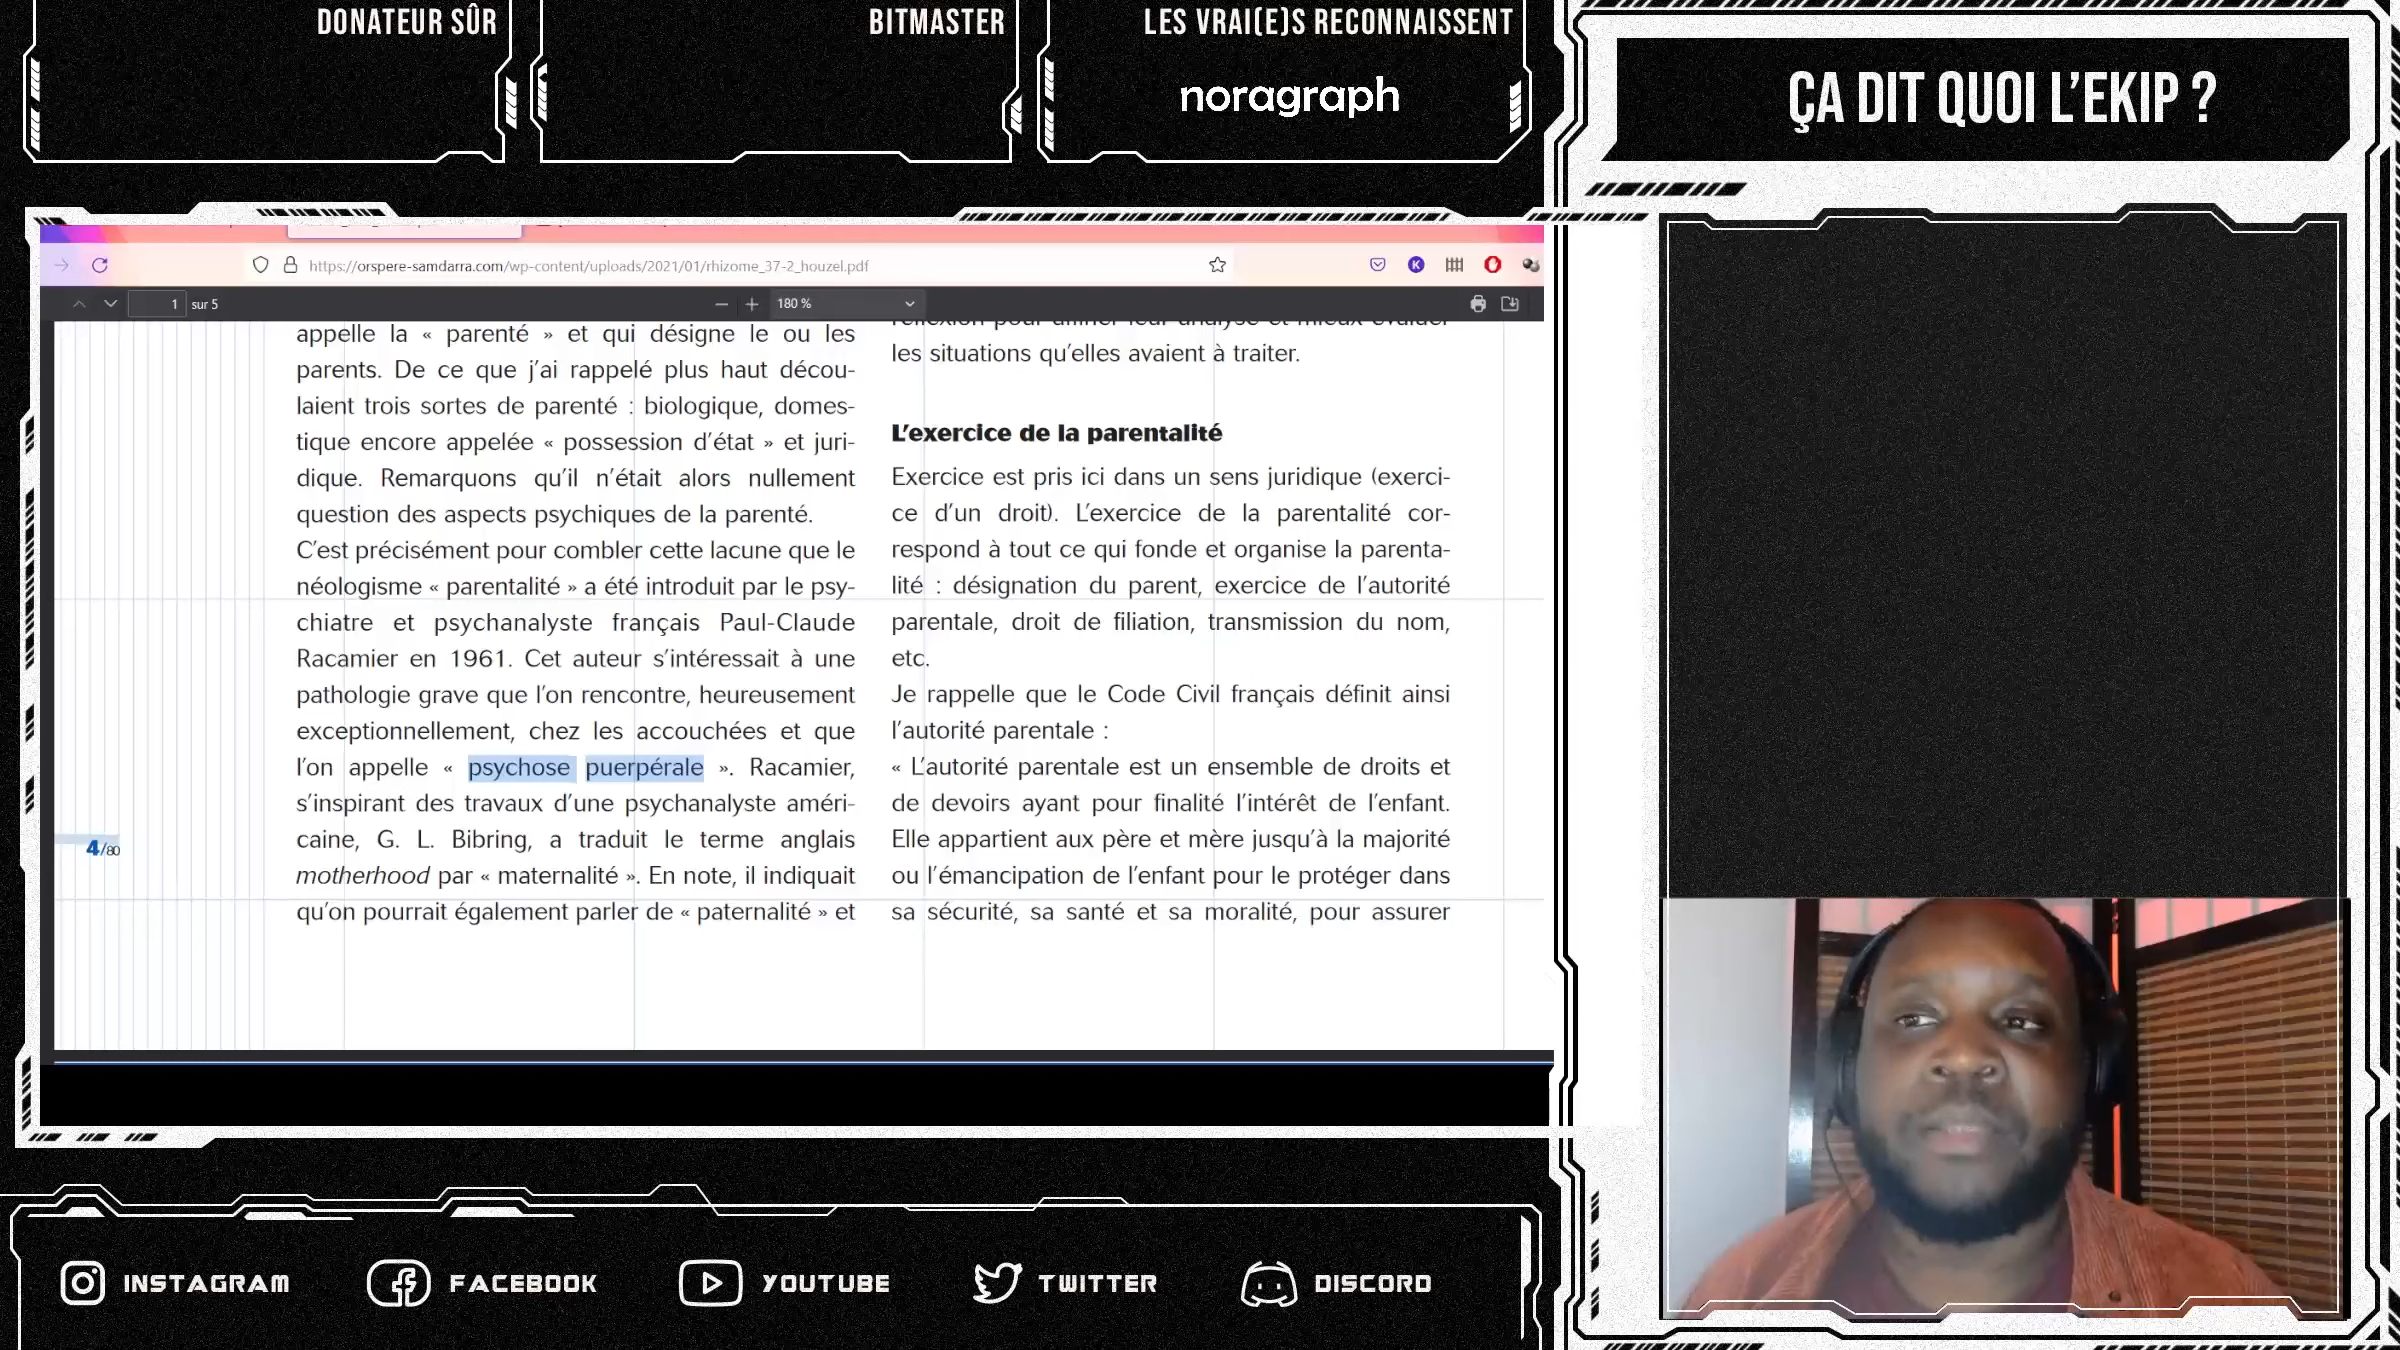 DONATEUR SÛR
BITMASTER
LES VRAI(E)S RECONNAISSENT
noragraph
ÇA DIT QUOI L'EKIP ?
https://orspere-samdarra.com/wp-content/uploads/2021/01/rhizome_37-2_houzel.pdf
K
1 sur 5
180 %
appelle la « parenté » et qui désigne le ou les
parents. De ce que j'ai rappelé plus haut décou-
laient trois sortes de parenté : biologique, domes-
tique encore appelée « possession d'état » et juri-
dique. Remarquons qu'il n'était alors nullement
question des aspects psychiques de la parenté.
C'est précisément pour combler cette lacune que le
néologisme « parentalité » a été introduit par le psy-
chiatre et psychanalyste français Paul-Claude
Racamier en 1961. Cet auteur s'intéressait à une
pathologie grave que l'on rencontre, heureusement
exceptionnellement, chez les accouchées et que
l'on appelle « psychose puerpérale ». Racamier,
s'inspirant des travaux d'une psychanalyste améri-
caine, G. L. Bibring, a traduit le terme anglais
motherhood par « maternalité ». En note, il indiquait
qu'on pourrait également parler de « paternalité » et
4/80
réflexion pour affiner leur analyse et mieux évaluer
les situations qu'elles avaient à traiter.
L'exercice de la parentalité
Exercice est pris ici dans un sens juridique (exerci-
ce d'un droit). L'exercice de la parentalité cor-
respond à tout ce qui fonde et organise la parenta-
lité : désignation du parent, exercice de l'autorité
parentale, droit de filiation, transmission du nom,
etc.
Je rappelle que le Code Civil français définit ainsi
l'autorité parentale :
« L'autorité parentale est un ensemble de droits et
de devoirs ayant pour finalité l'intérêt de l'enfant.
Elle appartient aux père et mère jusqu'à la majorité
ou l'émancipation de l'enfant pour le protéger dans
sa sécurité, sa santé et sa moralité, pour assurer
INSTAGRAM
FACEBOOK
YOUTUBE
TWITTER
DISCORD